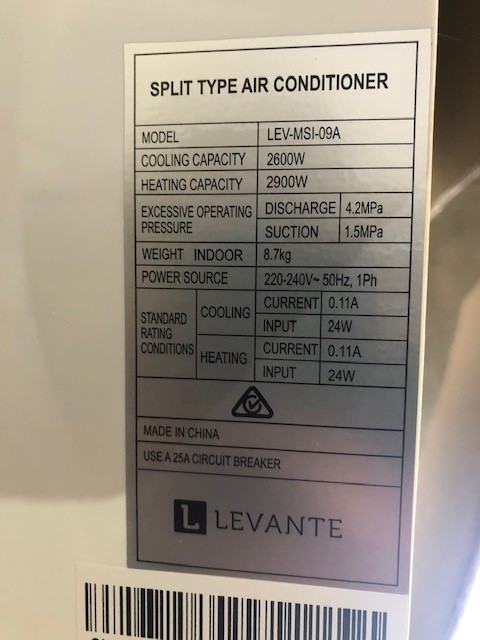 SPLIT TYPE AIR CONDITIONER
MODEL LEV-MSI-09A
COOLING CAPACITY 2600W
HEATING CAPACITY 2900W
EXCESSIVE OPERATING PRESSURE DISCHARGE 4.2MPa
SUCTION 1.5MPa
WEIGHT INDOOR 8.7kg
POWER SOURCE 220-240V~ 50Hz, 1Ph
STANDARD RATING CONDITIONS COOLING CURRENT 0.11A
INPUT 24W
HEATING CURRENT 0.11A
INPUT 24W
MADE IN CHINA
USE A 25A CIRCUIT BREAKER
L LEVANTE